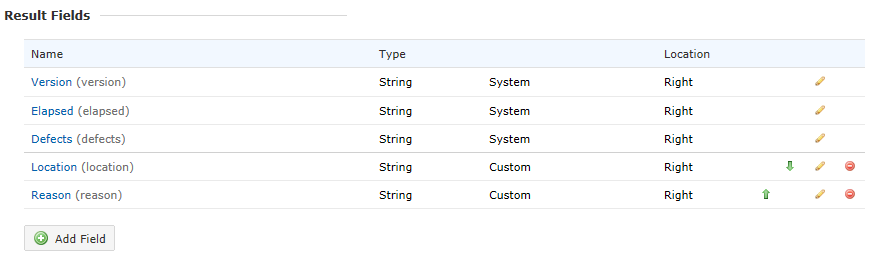 Result Fields
Name Type Location
Version (version) String System Right
Elapsed (elapsed) String System Right
Defects (defects) String System Right
Location (location) String Custom Right
Reason (reason) String Custom Right
Add Field